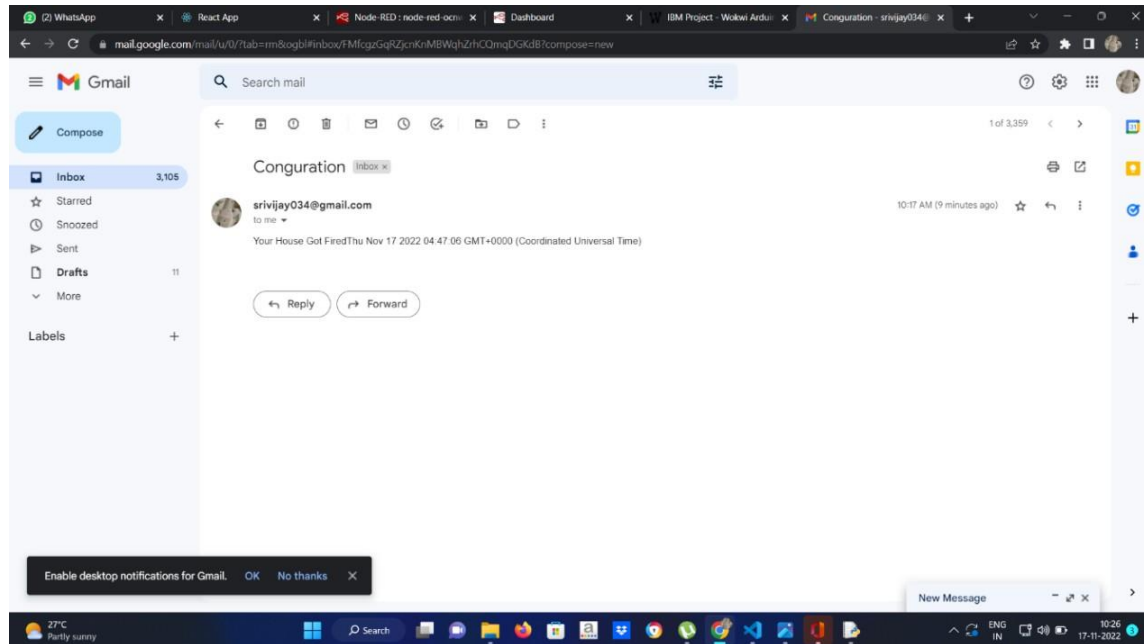 (2) WhatsApp
React App
Node-RED : node-red-ocn
Dashboard
IBM Project - Wokwi Ardui
Conguration - srivijay034@
mail.google.com/mail/u/0/?tab=rm&ogbl#inbox/FMfcgzGqRZjcnKnMBWqhZrhCQmqDGKdB?compose=new
Gmail
Search mail
Compose
1 of 3,359
Inbox 3,105
Starred
Snoozed
Sent
Drafts 11
More
Labels
Conguration Inbox x
srivijay034@gmail.com
10:17 AM (9 minutes ago)
to me
Your House Got FiredThu Nov 17 2022 04:47:06 GMT+0000 (Coordinated Universal Time)
Reply
Forward
Enable desktop notifications for Gmail. OK No thanks
New Message
27°C
Partly sunny
Search
ENG
IN
10:26
17-11-2022